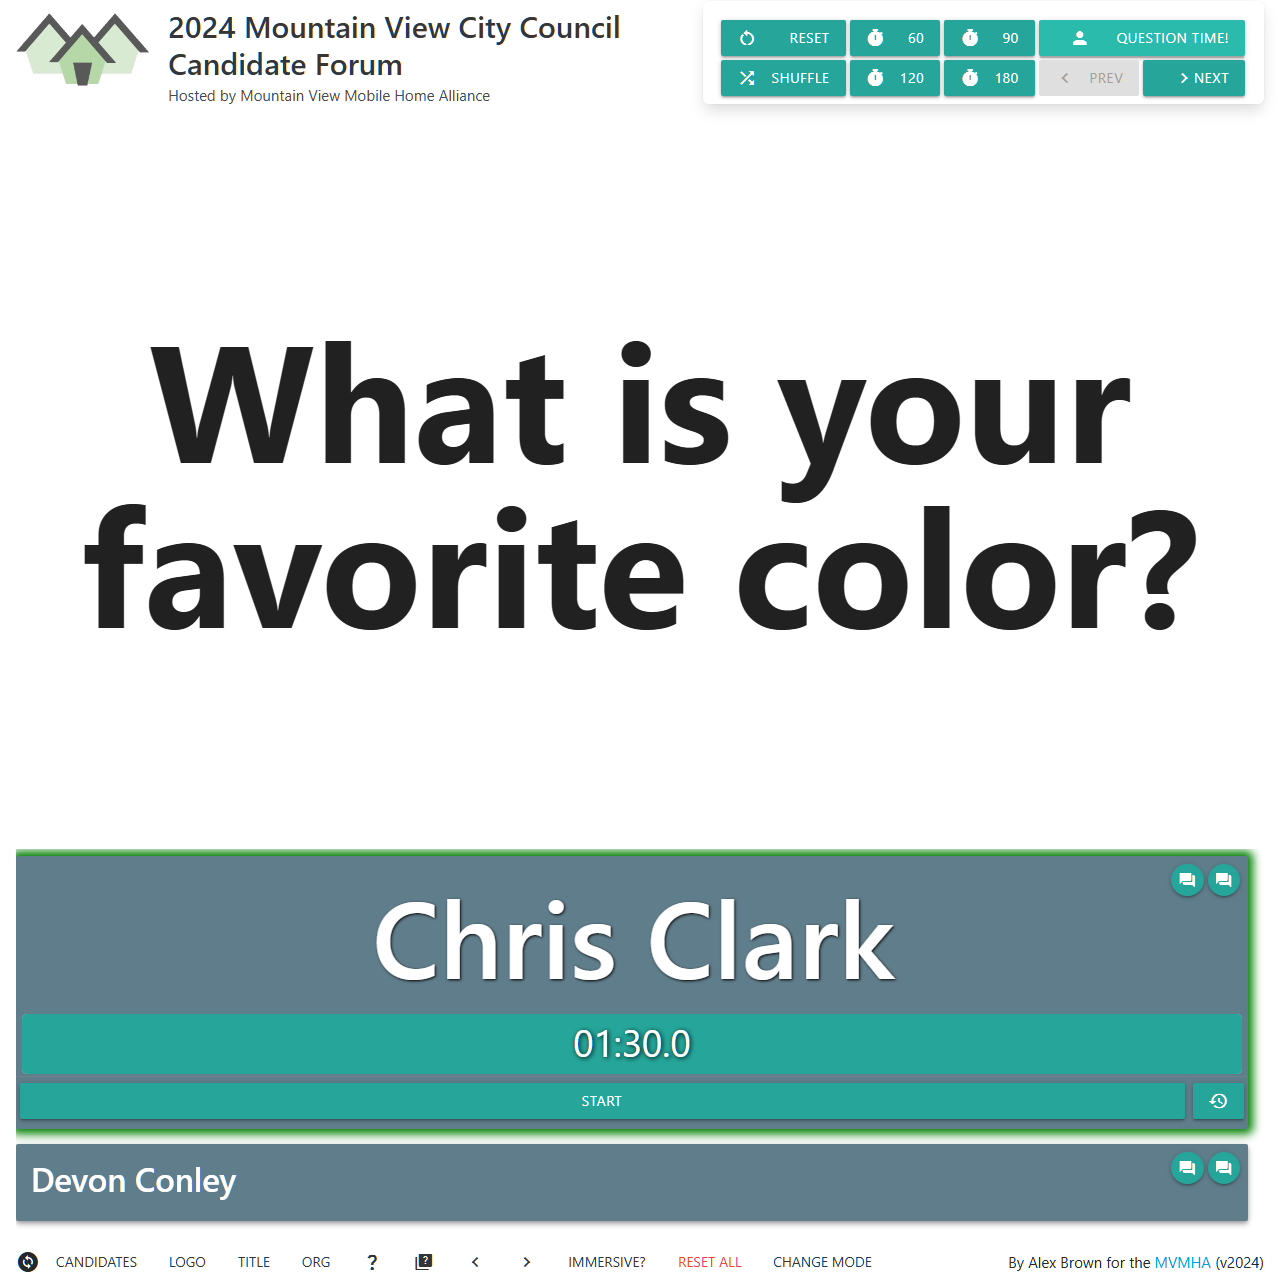 2024 Mountain View City Council
Candidate Forum
Hosted by Mountain View Mobile Home Alliance
RESET 60 90 QUESTION TIME!
SHUFFLE 120 180 PREV NEXT
What is your
favorite color?
Chris Clark
01:30.0
START
Devon Conley
CANDIDATES LOGO TITLE ORG ? IMMERSIVE? RESET ALL CHANGE MODE By Alex Brown for the MVMHA (v2024)